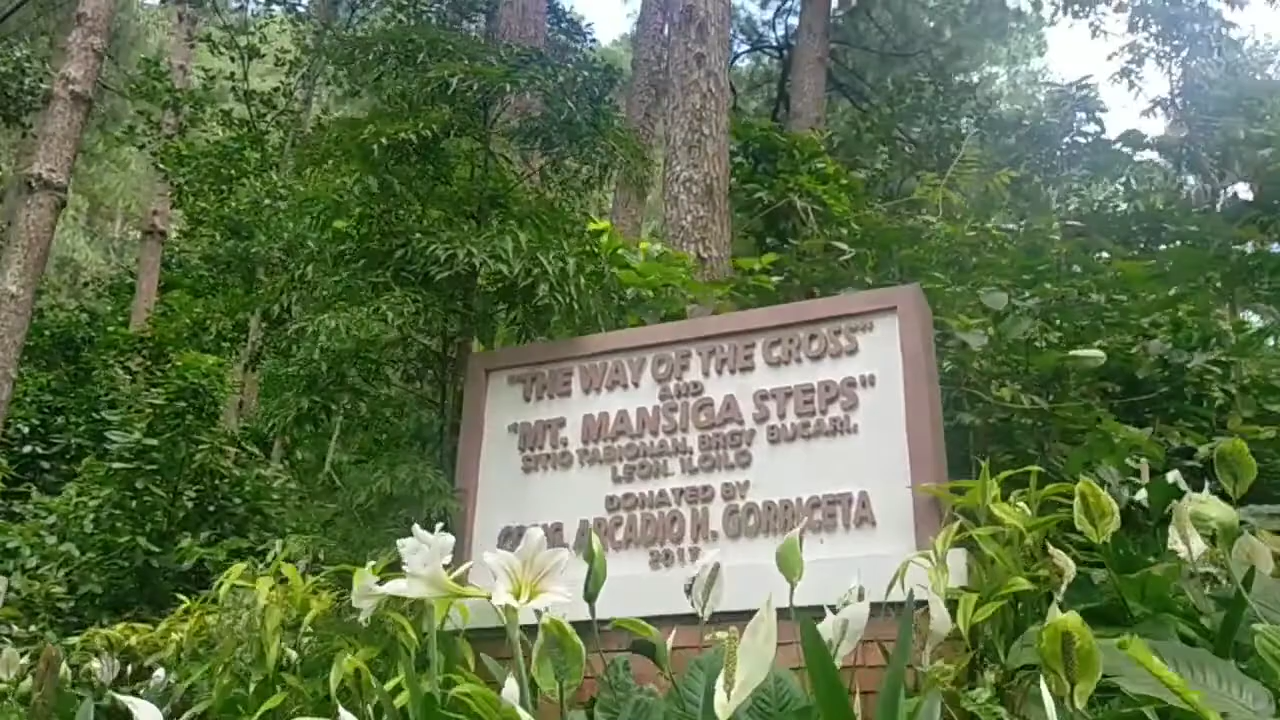 "THE WAY OF THE CROSS"
AND
"MT. MANSIGA STEPS"
SITIO TABIONAN, BRGY BUCARI,
LEON, ILOILO
DONATED BY
ARCADIO H. GORRICETA
2017